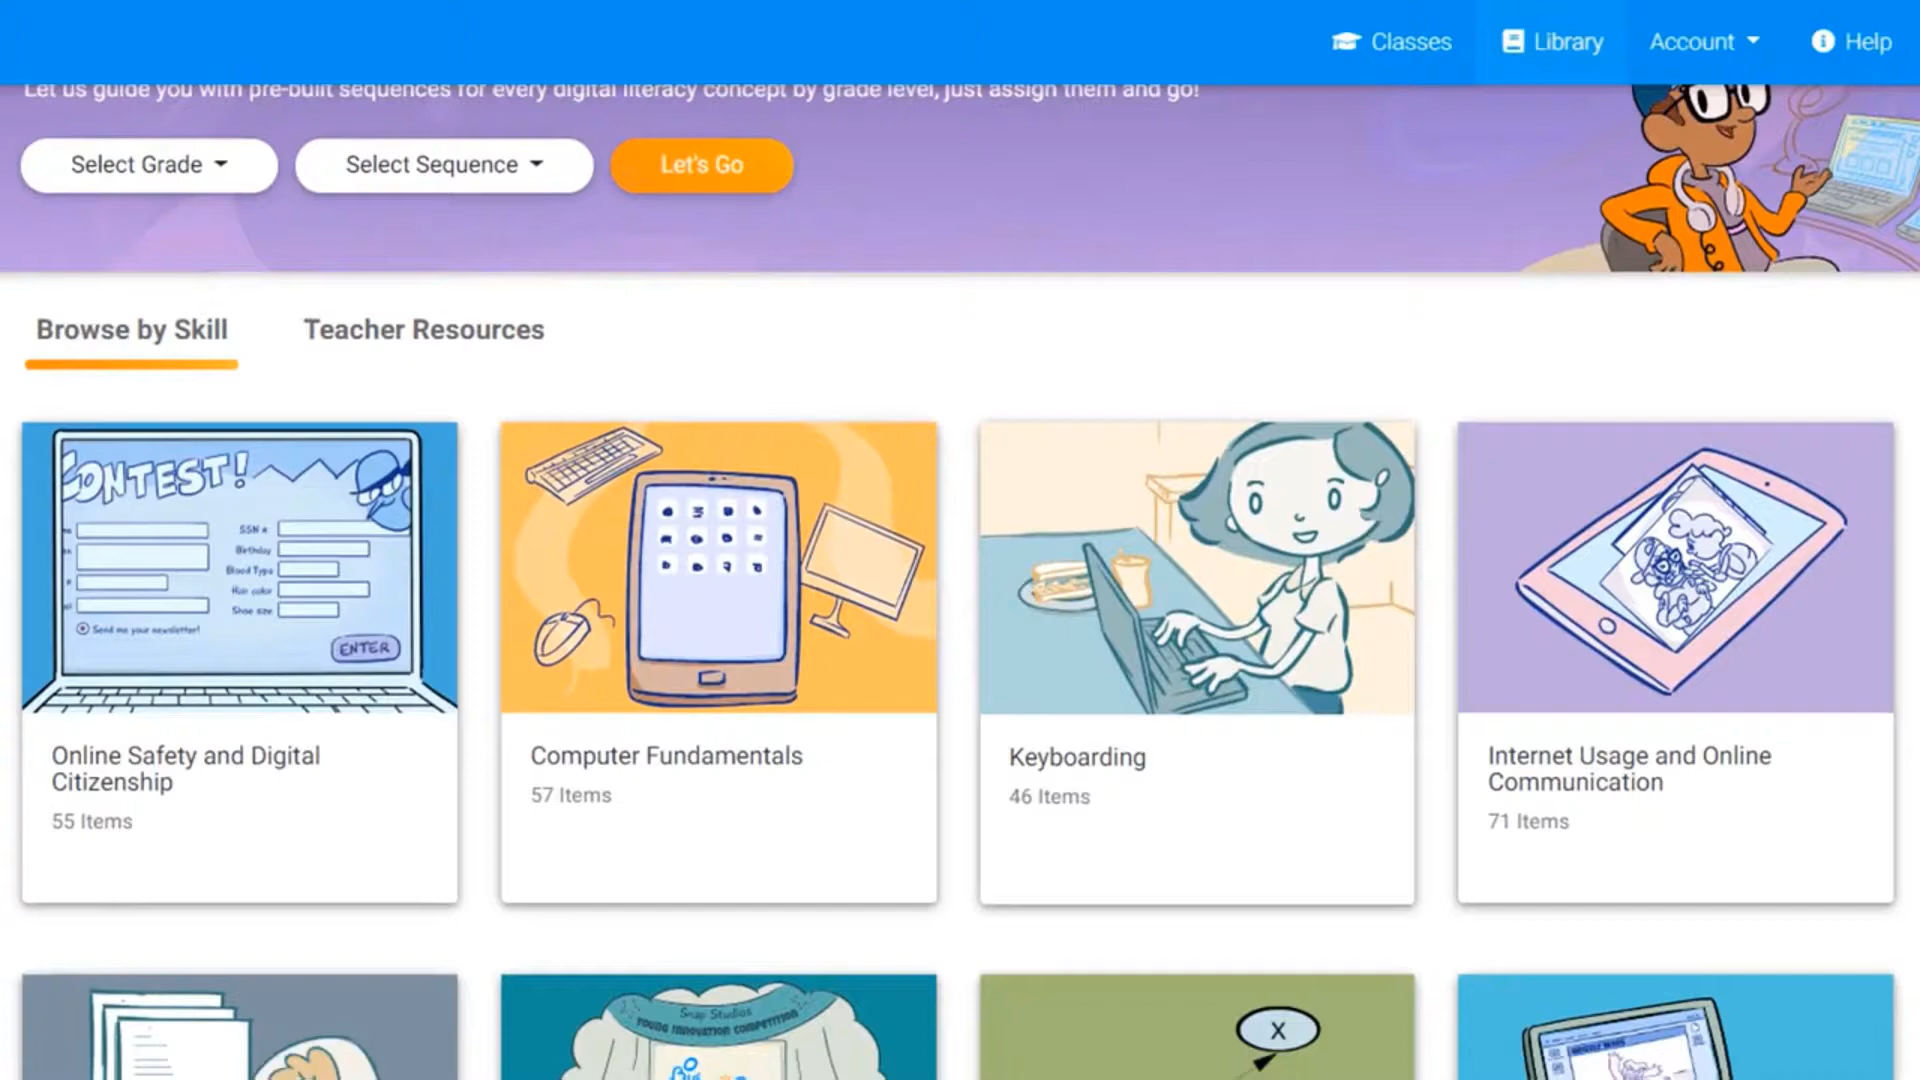 Classes
Library
Account
Help
Let us guide you with pre-built sequences for every digital literacy concept by grade level, just assign them and go!
Select Grade
Select Sequence
Let's Go
Browse by Skill
Teacher Resources
CONTEST!
SSN #
Birthday
Blood Type
Hair color
Shoe size
Send me your newsletter!
ENTER
Online Safety and Digital
Citizenship
55 Items
Computer Fundamentals
57 Items
Keyboarding
46 Items
Internet Usage and Online
Communication
71 Items
Snap Studios
YOUNG INNOVATION COMPETITION
X